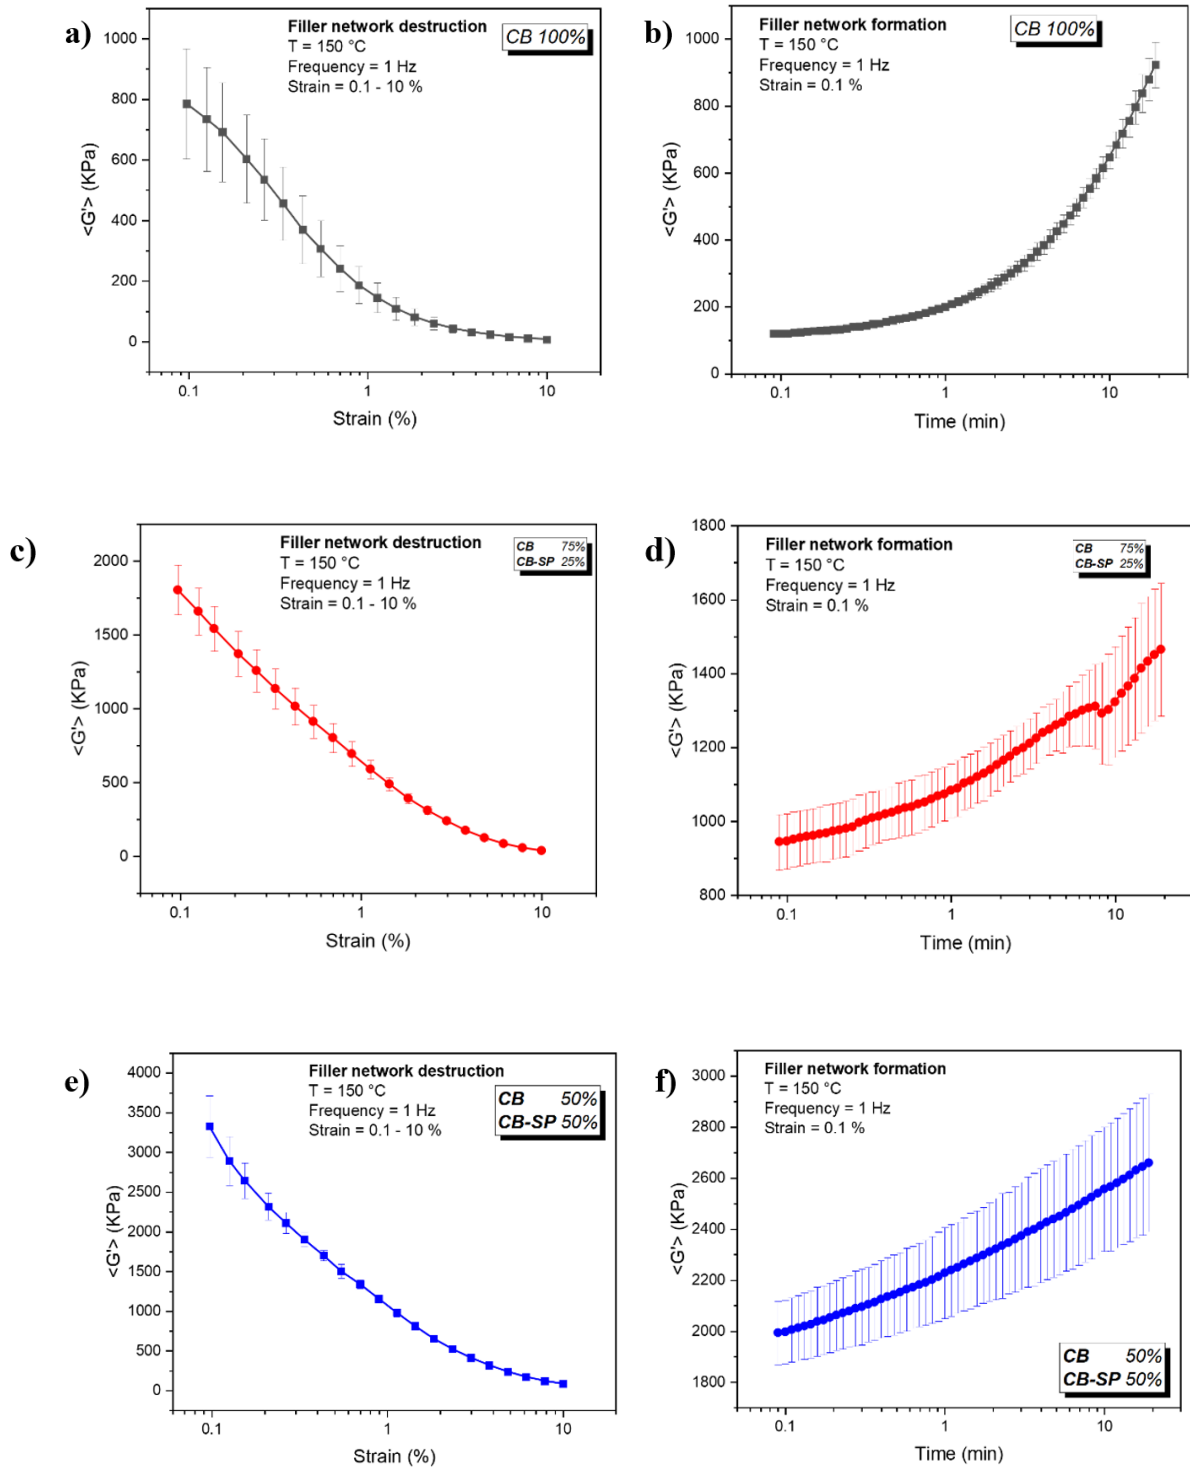 a)
Filler network destruction
T = 150 °C
Frequency = 1 Hz
Strain = 0.1 - 10 %
CB 100%
<G'> (KPa)
1000
800
600
400
200
0
0.1 1 10
Strain (%)
b)
Filler network formation
T = 150 °C
Frequency = 1 Hz
Strain = 0.1 %
CB 100%
<G'> (KPa)
1000
800
600
400
200
0
0.1 1 10
Time (min)
c)
Filler network destruction
T = 150 °C
Frequency = 1 Hz
Strain = 0.1 - 10 %
CB 75%
CB-SP 25%
<G'> (KPa)
2000
1500
1000
500
0
0.1 1 10
Strain (%)
d)
Filler network formation
T = 150 °C
Frequency = 1 Hz
Strain = 0.1 %
CB 75%
CB-SP 25%
<G'> (KPa)
1800
1600
1400
1200
1000
800
0.1 1 10
Time (min)
e)
Filler network destruction
T = 150 °C
Frequency = 1 Hz
Strain = 0.1 - 10 %
CB 50%
CB-SP 50%
<G'> (KPa)
4000
3500
3000
2500
2000
1500
1000
500
0
0.1 1 10
Strain (%)
f)
Filler network formation
T = 150 °C
Frequency = 1 Hz
Strain = 0.1 %
<G'> (KPa)
3000
2800
2600
2400
2200
2000
1800
CB 50%
CB-SP 50%
0.1 1 10
Time (min)